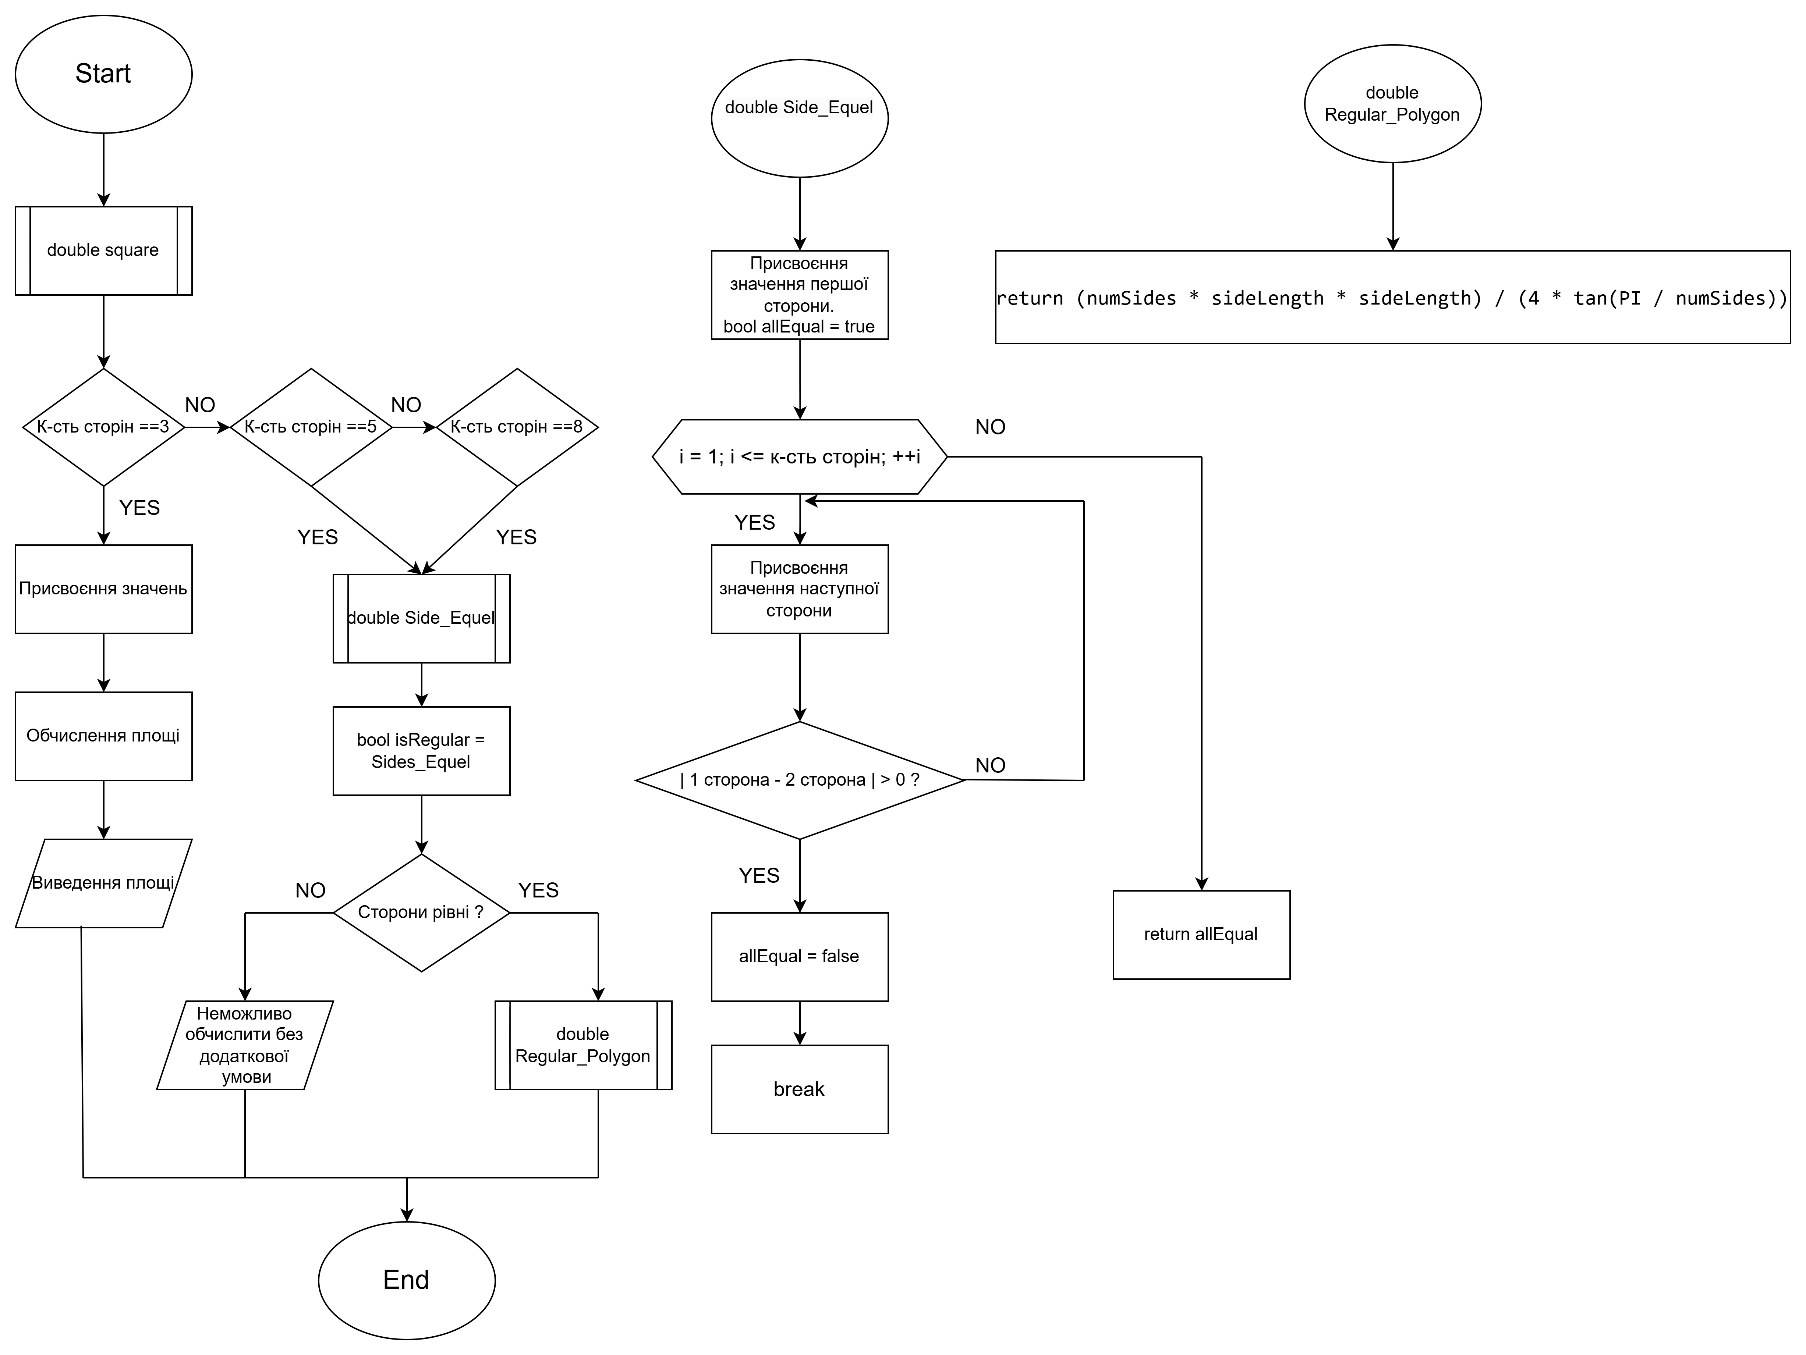 Start
double square
К-сть сторін ==3
NO
К-сть сторін ==5
NO
К-сть сторін ==8
YES
YES
YES
Присвоєння значень
double Side_Equel
Обчислення площі
bool isRegular =
Sides_Equel
Виведення площі
NO
Сторони рівні ?
YES
Неможливо
обчислити без
додаткової
умови
double
Regular_Polygon
End
double Side_Equel
Присвоєння
значення першої
сторони.
bool allEqual = true
i = 1; i <= к-сть сторін; ++i
NO
YES
Присвоєння
значення наступної
сторони
| 1 сторона - 2 сторона | > 0 ?
NO
YES
allEqual = false
break
return allEqual
double
Regular_Polygon
return (numSides * sideLength * sideLength) / (4 * tan(PI / numSides))